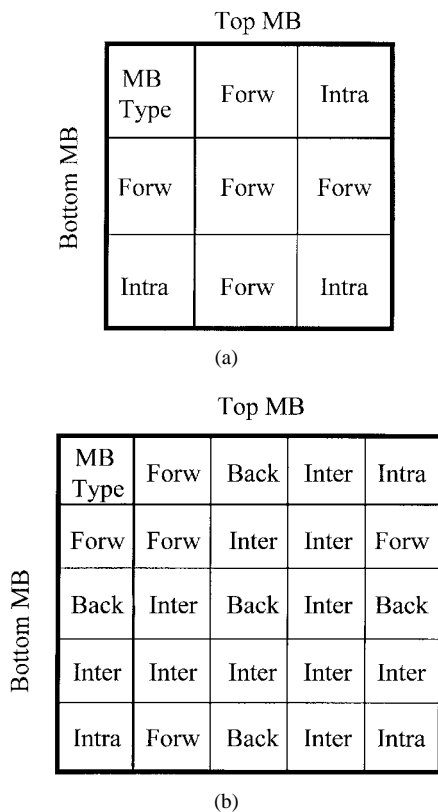 Top MB
MB Type Forw Intra
Bottom MB
Forw Forw Forw
Intra Forw Intra
(a)
Top MB
MB Type Forw Back Inter Intra
Bottom MB
Forw Forw Inter Inter Forw
Back Inter Back Inter Back
Inter Inter Inter Inter Inter
Intra Forw Back Inter Intra
(b)